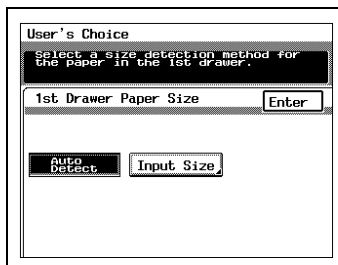 User's Choice
Select a size detection method for
the paper in the 1st drawer.
1st Drawer Paper Size
Enter
Auto
Detect
Input Size